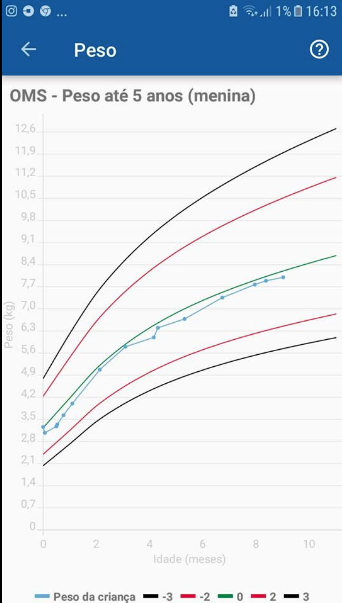 ... 1% 16:13
Peso
OMS - Peso até 5 anos (menina)
12,6
11,9
11,2
10,5
9,8
9,1
8,4
7,7
7,0
6,3
5,6
4,9
4,2
3,5
2,8
2,1
1,4
0,7
0
Peso (kg)
0 2 4 6 8 10
Idade (meses)
Peso da criança -3 -2 0 2 3